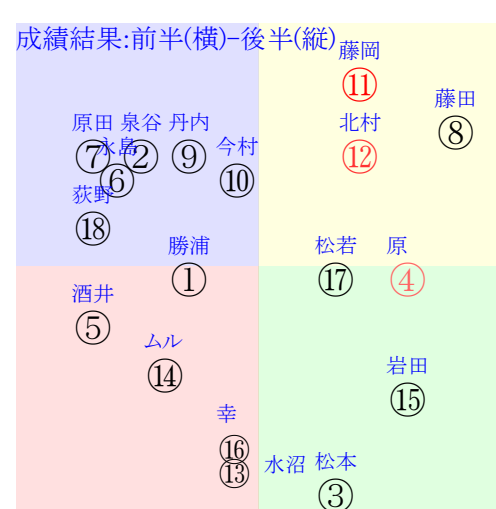 成績結果:前半(横)−後半(縦)
藤岡
⑪
藤田
⑧
原田 泉谷 丹内
北村
⑦ ② ⑨
⑫
永島
⑥
今村
⑩
荻野
⑱
勝浦
①
松若
⑰
原
④
酒井
⑤
ムル
⑭
岩田
⑮
幸
⑯
⑬
水沼
松本
③